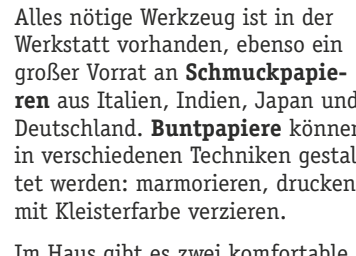 Alles nötige Werkzeug ist in der
Werkstatt vorhanden, ebenso ein
großer Vorrat an Schmuckpapie-
ren aus Italien, Indien, Japan und
Deutschland. Buntpapiere können
in verschiedenen Techniken gestal
tet werden: marmorieren, drucken
mit Kleisterfarbe verzieren.
Im Haus gibt es zwei komfortable